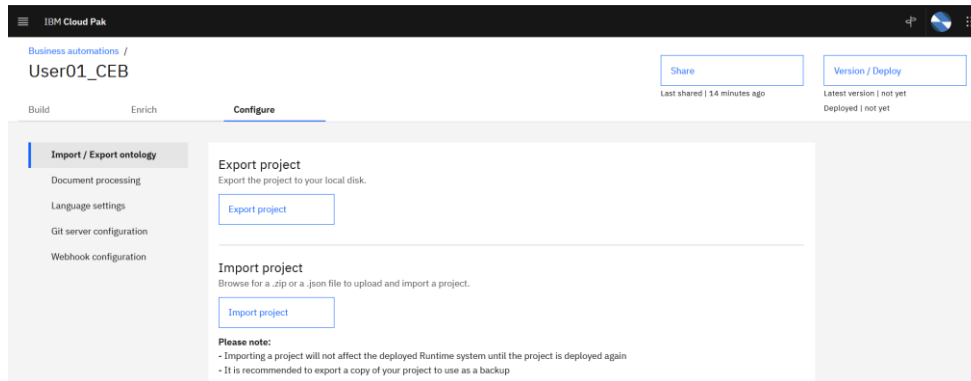 IBM Cloud Pak
Business automations /
User01_CEB
Share
Last shared | 14 minutes ago
Version / Deploy
Latest version | not yet
Deployed | not yet
Build
Enrich
Configure
Import / Export ontology
Document processing
Language settings
Git server configuration
Webhook configuration
Export project
Export the project to your local disk.
Export project
Import project
Browse for a .zip or a .json file to upload and import a project.
Import project
Please note:
- Importing a project will not affect the deployed Runtime system until the project is deployed again
- It is recommended to export a copy of your project to use as a backup